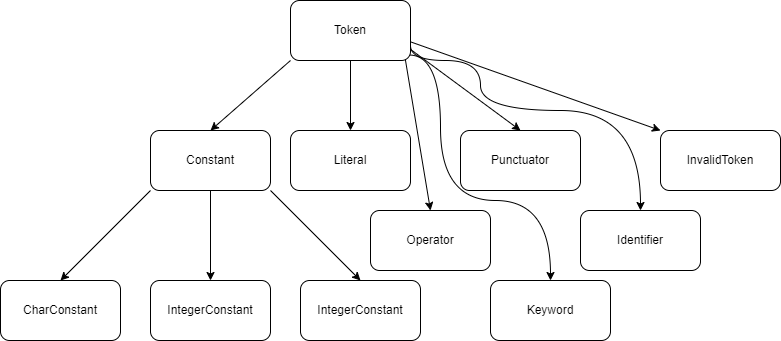 Token
Constant
Literal
Punctuator
InvalidToken
Operator
Identifier
CharConstant
IntegerConstant
IntegerConstant
Keyword